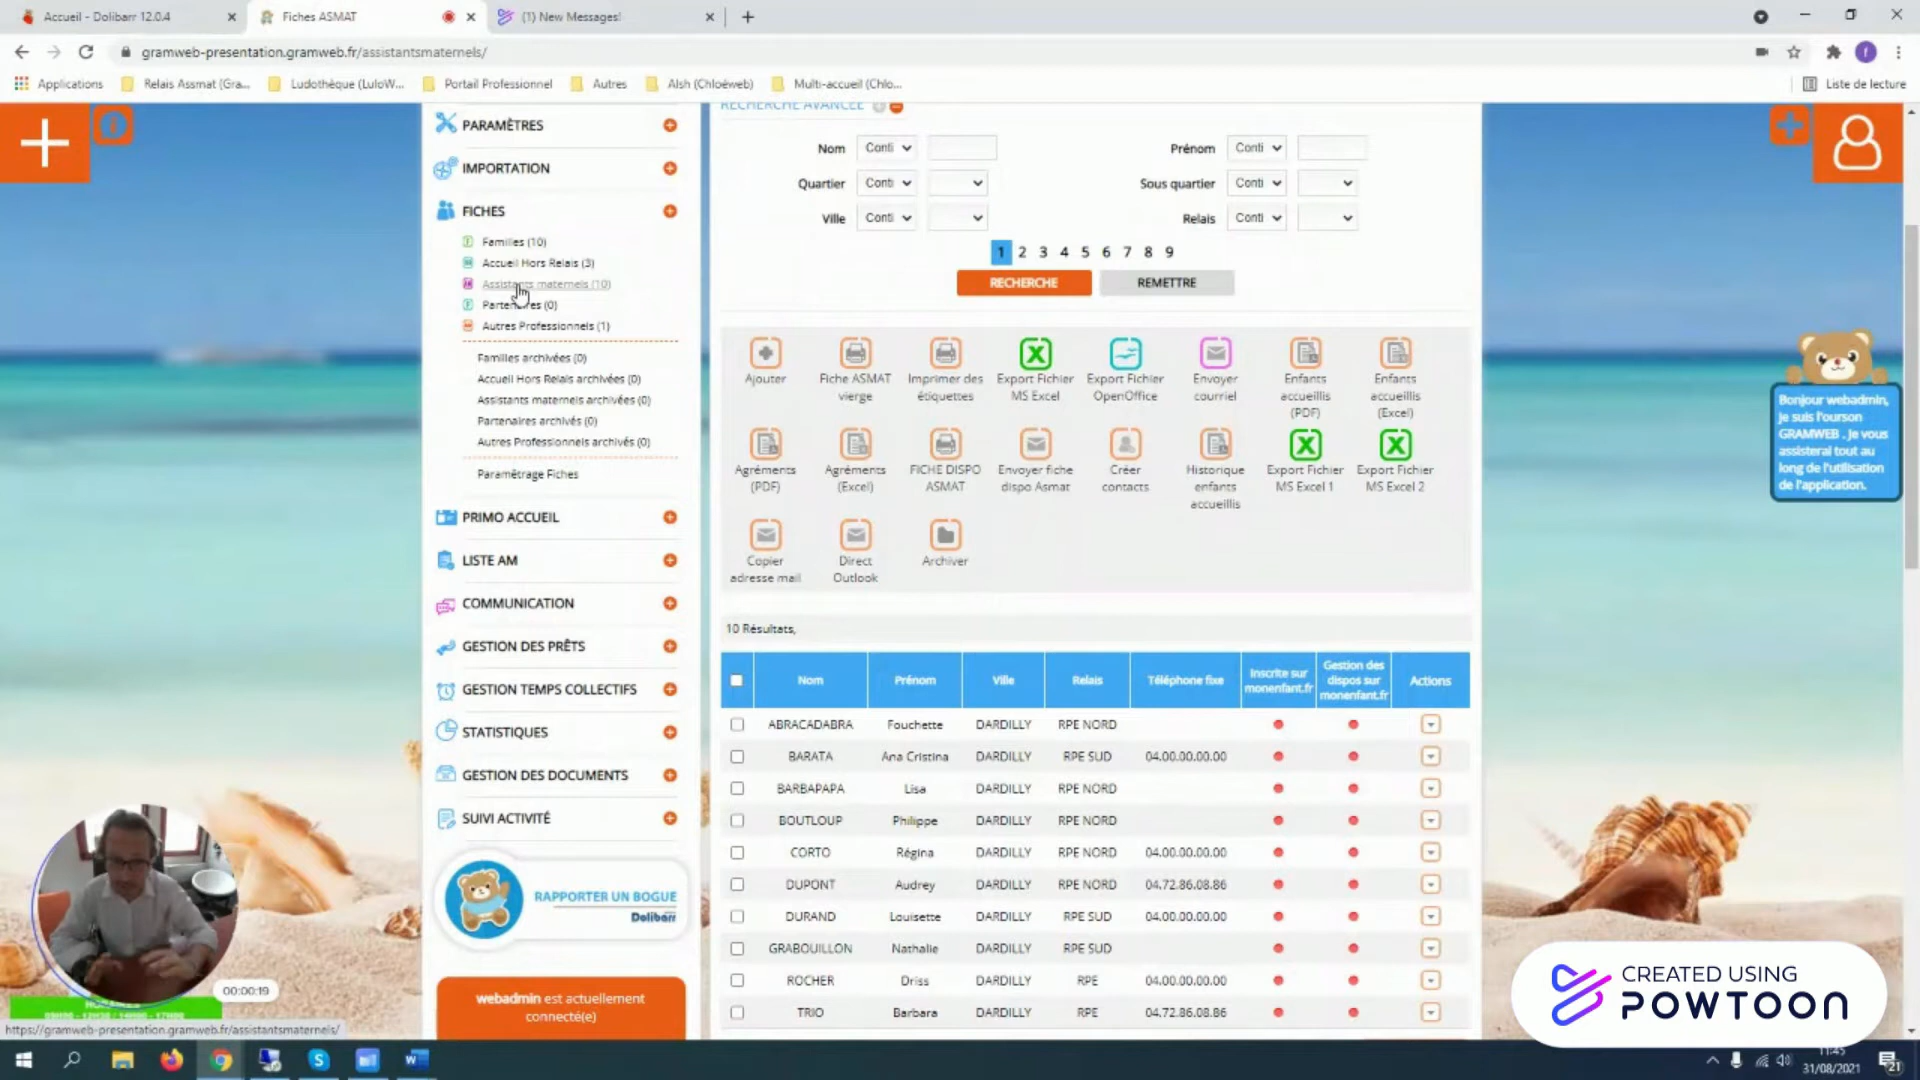 Accueil - Dolibarr 12.0.4
Fiches ASMAT
(1) New Messages!
gramweb-presentation.gramweb.fr/assistantsmaternels/
Applications
Relais Assmat (Gra...
Ludothèque (LuloW...
Portail Professionnel
Autres
Alsh (Chloéweb)
Multi-accueil (Chlo...
Liste de lecture
PARAMÈTRES
IMPORTATION
FICHES
Familles (10)
Accueil Hors Relais (3)
Assistants maternels (10)
Partenaires (0)
Autres Professionnels (1)
Familles archivées (0)
Accueil Hors Relais archivées (0)
Assistants maternels archivées (0)
Partenaires archivés (0)
Autres Professionnels archivés (0)
Paramètrage Fiches
PRIMO ACCUEIL
LISTE AM
COMMUNICATION
GESTION DES PRÊTS
GESTION TEMPS COLLECTIFS
STATISTIQUES
GESTION DES DOCUMENTS
SUIVI ACTIVITÉ
RAPPORTER UN BOGUE
Dolibarr
webadmin est actuellement
connecté(e)
RECHERCHE AVANCÉE
Nom Conti
Prénom Conti
Quartier Conti
Sous quartier Conti
Ville Conti
Relais Conti
1 2 3 4 5 6 7 8 9
RECHERCHE
REMETTRE
Ajouter
Fiche ASMAT
vierge
Imprimer des
étiquettes
Export Fichier
MS Excel
Export Fichier
OpenOffice
Envoyer
courriel
Enfants
accueillis
(PDF)
Enfants
accueillis
(Excel)
Agréments
(PDF)
Agréments
(Excel)
FICHE DISPO
ASMAT
Envoyer fiche
dispo Asmat
Créer
contacts
Historique
enfants
accueillis
Export Fichier
MS Excel 1
Export Fichier
MS Excel 2
Copier
adresse mail
Direct
Outlook
Archiver
10 Résultats,
Nom Prénom Ville Relais Téléphone fixe Inscrite sur monenfant.fr Gestion des dispos sur monenfant.fr Actions
ABRACADABRA Fouchette DARDILLY RPE NORD
BARATA Ana Cristina DARDILLY RPE SUD 04.00.00.00.00
BARBAPAPA Lisa DARDILLY RPE NORD
BOUTLOUP Philippe DARDILLY RPE NORD
CORTO Régina DARDILLY RPE NORD 04.00.00.00.00
DUPONT Audrey DARDILLY RPE NORD 04.72.86.08.86
DURAND Louisette DARDILLY RPE SUD 04.00.00.00.00
GRABOUILLON Nathalie DARDILLY RPE SUD
ROCHER Driss DARDILLY RPE 04.00.00.00.00
TRIO Barbara DARDILLY RPE 04.72.86.08.86
Bonjour webadmin,
je suis l'ourson
GRAMWEB . Je vous
assisterai tout au
long de l'utilisation
de l'application.
00:00:19
https://gramweb-presentation.gramweb.fr/assistantsmaternels/
CREATED USING
POWTOON
11:45
31/08/2021
21